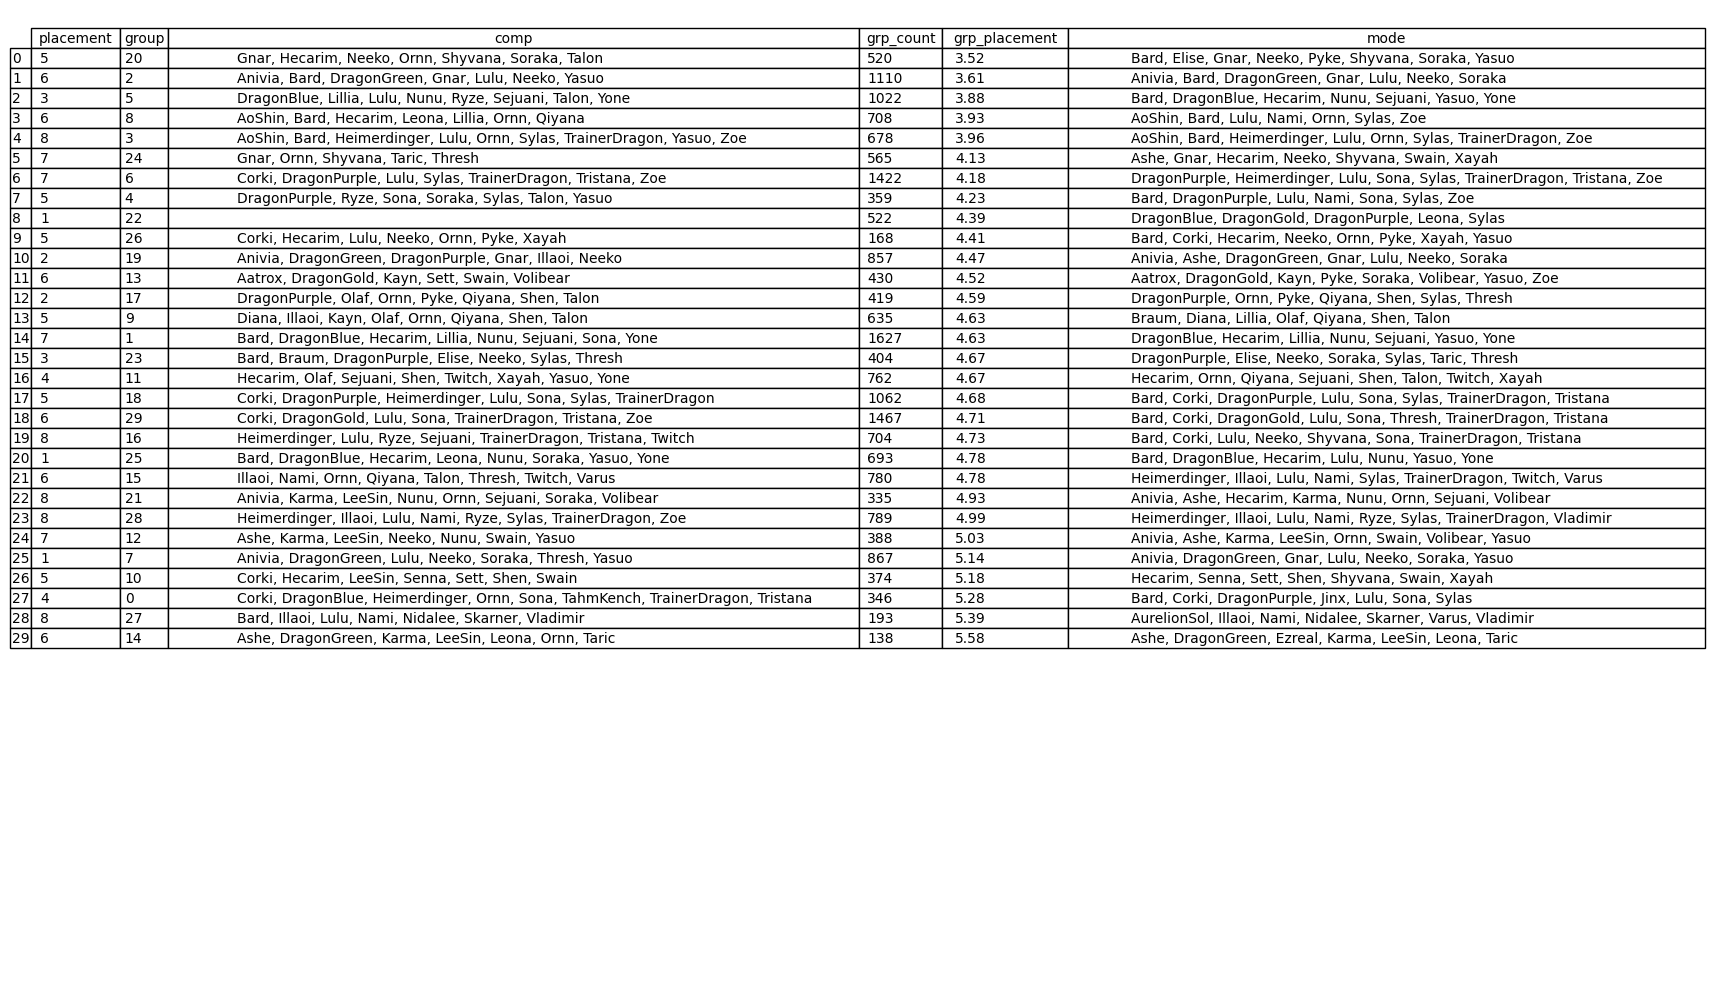 placement group comp grp_count grp_placement mode
0 5 20 Gnar, Hecarim, Neeko, Ornn, Shyvana, Soraka, Talon 520 3.52 Bard, Elise, Gnar, Neeko, Pyke, Shyvana, Soraka, Yasuo
1 6 2 Anivia, Bard, DragonGreen, Gnar, Lulu, Neeko, Yasuo 1110 3.61 Anivia, Bard, DragonGreen, Gnar, Lulu, Neeko, Soraka
2 3 5 DragonBlue, Lillia, Lulu, Nunu, Ryze, Sejuani, Talon, Yone 1022 3.88 Bard, DragonBlue, Hecarim, Nunu, Sejuani, Yasuo, Yone
3 6 8 AoShin, Bard, Hecarim, Leona, Lillia, Ornn, Qiyana 708 3.93 AoShin, Bard, Lulu, Nami, Ornn, Sylas, Zoe
4 8 3 AoShin, Bard, Heimerdinger, Lulu, Ornn, Sylas, TrainerDragon, Yasuo, Zoe 678 3.96 AoShin, Bard, Heimerdinger, Lulu, Ornn, Sylas, TrainerDragon, Zoe
5 7 24 Gnar, Ornn, Shyvana, Taric, Thresh 565 4.13 Ashe, Gnar, Hecarim, Neeko, Shyvana, Swain, Xayah
6 7 6 Corki, DragonPurple, Lulu, Sylas, TrainerDragon, Tristana, Zoe 1422 4.18 DragonPurple, Heimerdinger, Lulu, Sona, Sylas, TrainerDragon, Tristana, Zoe
7 5 4 DragonPurple, Ryze, Sona, Soraka, Sylas, Talon, Yasuo 359 4.23 Bard, DragonPurple, Lulu, Nami, Sona, Sylas, Zoe
8 1 22 522 4.39 DragonBlue, DragonGold, DragonPurple, Leona, Sylas
9 5 26 Corki, Hecarim, Lulu, Neeko, Ornn, Pyke, Xayah 168 4.41 Bard, Corki, Hecarim, Neeko, Ornn, Pyke, Xayah, Yasuo
10 2 19 Anivia, DragonGreen, DragonPurple, Gnar, Illaoi, Neeko 857 4.47 Anivia, Ashe, DragonGreen, Gnar, Lulu, Neeko, Soraka
11 6 13 Aatrox, DragonGold, Kayn, Sett, Swain, Volibear 430 4.52 Aatrox, DragonGold, Kayn, Pyke, Soraka, Volibear, Yasuo, Zoe
12 2 17 DragonPurple, Olaf, Ornn, Pyke, Qiyana, Shen, Talon 419 4.59 DragonPurple, Ornn, Pyke, Qiyana, Shen, Sylas, Thresh
13 5 9 Diana, Illaoi, Kayn, Olaf, Ornn, Qiyana, Shen, Talon 635 4.63 Braum, Diana, Lillia, Olaf, Qiyana, Shen, Talon
14 7 1 Bard, DragonBlue, Hecarim, Lillia, Nunu, Sejuani, Sona, Yone 1627 4.63 DragonBlue, Hecarim, Lillia, Nunu, Sejuani, Yasuo, Yone
15 3 23 Bard, Braum, DragonPurple, Elise, Neeko, Sylas, Thresh 404 4.67 DragonPurple, Elise, Neeko, Soraka, Sylas, Taric, Thresh
16 4 11 Hecarim, Olaf, Sejuani, Shen, Twitch, Xayah, Yasuo, Yone 762 4.67 Hecarim, Ornn, Qiyana, Sejuani, Shen, Talon, Twitch, Xayah
17 5 18 Corki, DragonPurple, Heimerdinger, Lulu, Sona, Sylas, TrainerDragon 1062 4.68 Bard, Corki, DragonPurple, Lulu, Sona, Sylas, TrainerDragon, Tristana
18 6 29 Corki, DragonGold, Lulu, Sona, TrainerDragon, Tristana, Zoe 1467 4.71 Bard, Corki, DragonGold, Lulu, Sona, Thresh, TrainerDragon, Tristana
19 8 16 Heimerdinger, Lulu, Ryze, Sejuani, TrainerDragon, Tristana, Twitch 704 4.73 Bard, Corki, Lulu, Neeko, Shyvana, Sona, TrainerDragon, Tristana
20 1 25 Bard, DragonBlue, Hecarim, Leona, Nunu, Soraka, Yasuo, Yone 693 4.78 Bard, DragonBlue, Hecarim, Lulu, Nunu, Yasuo, Yone
21 6 15 Illaoi, Nami, Ornn, Qiyana, Talon, Thresh, Twitch, Varus 780 4.78 Heimerdinger, Illaoi, Lulu, Nami, Sylas, TrainerDragon, Twitch, Varus
22 8 21 Anivia, Karma, LeeSin, Nunu, Ornn, Sejuani, Soraka, Volibear 335 4.93 Anivia, Ashe, Hecarim, Karma, Nunu, Ornn, Sejuani, Volibear
23 8 28 Heimerdinger, Illaoi, Lulu, Nami, Ryze, Sylas, TrainerDragon, Zoe 789 4.99 Heimerdinger, Illaoi, Lulu, Nami, Ryze, Sylas, TrainerDragon, Vladimir
24 7 12 Ashe, Karma, LeeSin, Neeko, Nunu, Swain, Yasuo 388 5.03 Anivia, Ashe, Karma, LeeSin, Ornn, Swain, Volibear, Yasuo
25 1 7 Anivia, DragonGreen, Lulu, Neeko, Soraka, Thresh, Yasuo 867 5.14 Anivia, DragonGreen, Gnar, Lulu, Neeko, Soraka, Yasuo
26 5 10 Corki, Hecarim, LeeSin, Senna, Sett, Shen, Swain 374 5.18 Hecarim, Senna, Sett, Shen, Shyvana, Swain, Xayah
27 4 0 Corki, DragonBlue, Heimerdinger, Ornn, Sona, TahmKench, TrainerDragon, Tristana 346 5.28 Bard, Corki, DragonPurple, Jinx, Lulu, Sona, Sylas
28 8 27 Bard, Illaoi, Lulu, Nami, Nidalee, Skarner, Vladimir 193 5.39 AurelionSol, Illaoi, Nami, Nidalee, Skarner, Varus, Vladimir
29 6 14 Ashe, DragonGreen, Karma, LeeSin, Leona, Ornn, Taric 138 5.58 Ashe, DragonGreen, Ezreal, Karma, LeeSin, Leona, Taric